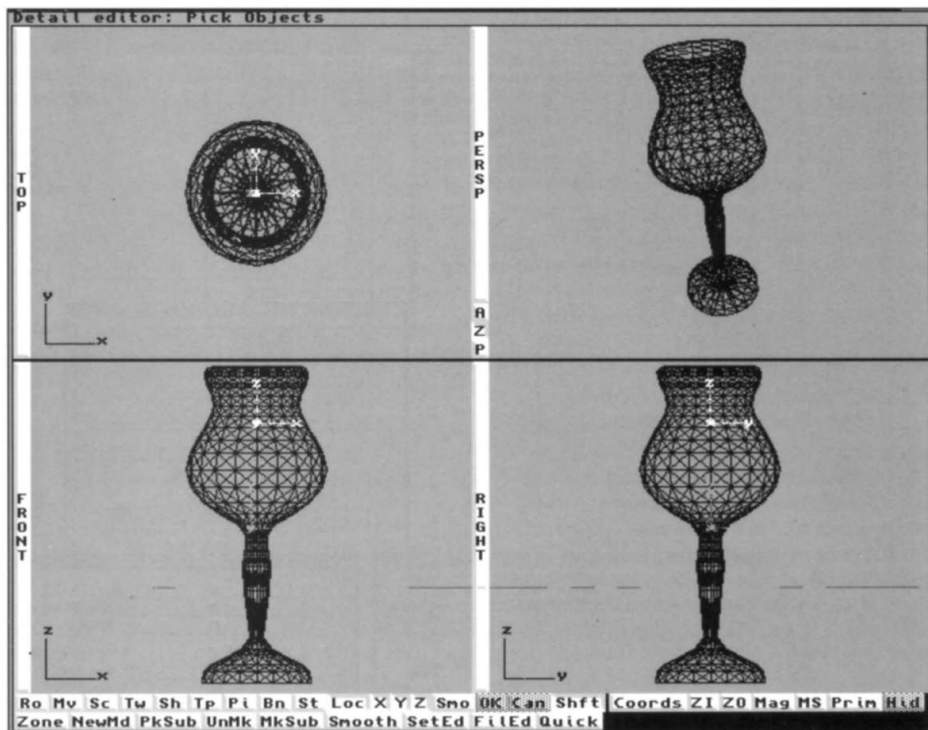 Detail editor: Pick Objects
TOP
Y
X
y
x
PERSP
A
Z
P
FRONT
Z
X
z
x
RIGHT
Z
y
z
y
Ro Mv Sc Tw Sh Tp Pi Bn St Loc X Y Z Smo OK Can Shft Coords ZI ZO Mag MS Prim Hid
Zone NewMd PkSub UnMk MkSub Smooth SetEd FilEd Quick